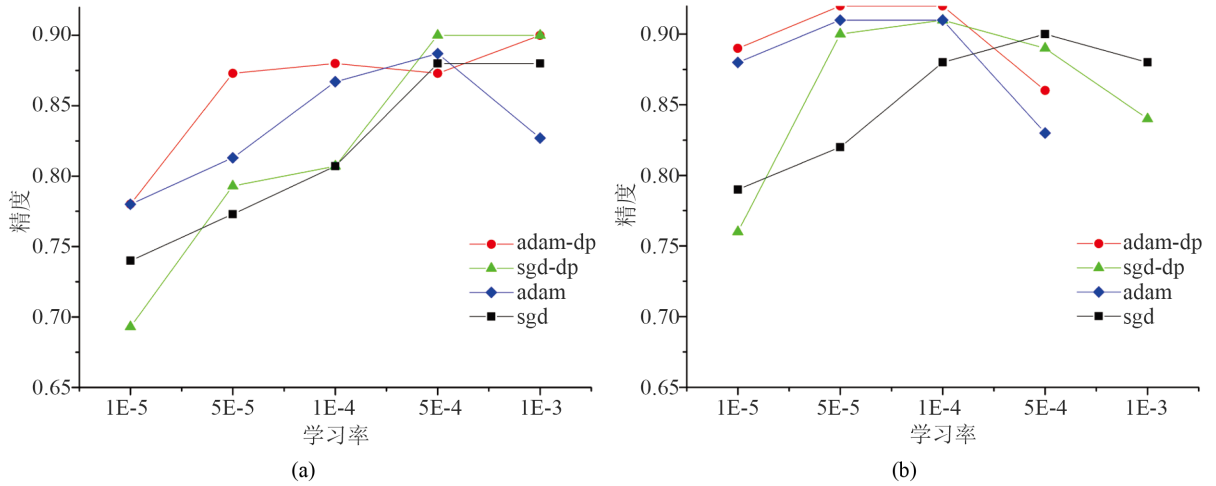 0.90
0.85
0.80
0.75
0.70
0.65
精度
1E-5 5E-5 1E-4 5E-4 1E-3
学习率
adam-dp
sgd-dp
adam
sgd
(a)
0.90
0.85
0.80
0.75
0.70
0.65
精度
1E-5 5E-5 1E-4 5E-4 1E-3
学习率
adam-dp
sgd-dp
adam
sgd
(b)